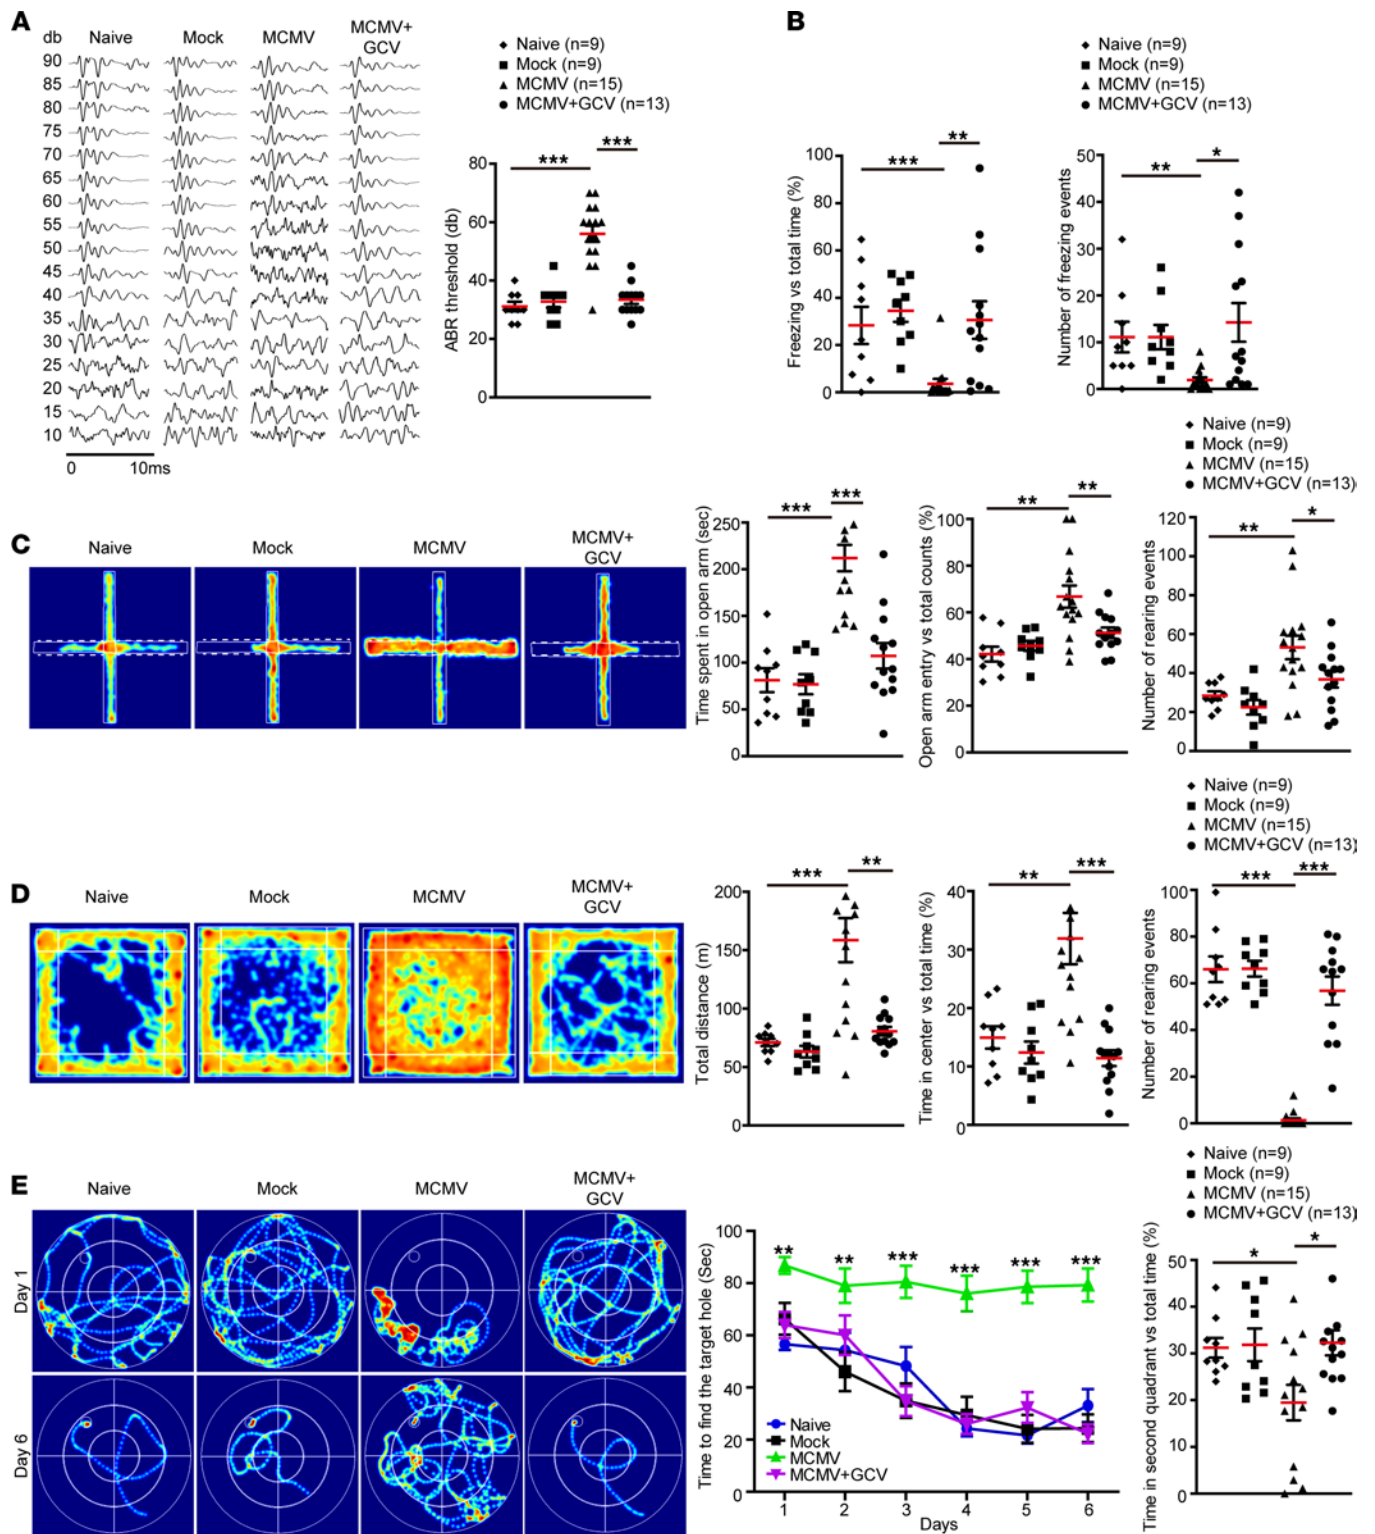 A
db
Naive
Mock
MCMV
MCMV+
GCV
90
85
80
75
70
65
60
55
50
45
40
35
30
25
20
15
10
0
10ms
Naive (n=9)
Mock (n=9)
MCMV (n=15)
MCMV+GCV (n=13)
***
***
ABR threshold (db)
80
60
40
20
0
B
Naive (n=9)
Mock (n=9)
MCMV (n=15)
MCMV+GCV (n=13)
***
**
Freezing vs total time (%)
100
80
60
40
20
0
**
*
Number of freezing events
50
40
30
20
10
0
C
Naive
Mock
MCMV
MCMV+
GCV
***
***
Time spent in open arm (sec)
250
200
150
100
50
0
**
**
Open arm entry vs total counts (%)
100
80
60
40
20
0
Naive (n=9)
Mock (n=9)
MCMV (n=15)
MCMV+GCV (n=13)
**
*
Number of rearing events
120
100
80
60
40
20
0
D
Naive
Mock
MCMV
MCMV+
GCV
***
**
Total distance (m)
200
150
100
50
0
**
***
Time in center vs total time (%)
40
30
20
10
0
Naive (n=9)
Mock (n=9)
MCMV (n=15)
MCMV+GCV (n=13)
***
***
Number of rearing events
100
80
60
40
20
0
E
Naive
Mock
MCMV
MCMV+
GCV
Day 1
Day 6
Time to find the target hole (Sec)
100
80
60
40
20
0
**
**
***
***
***
***
Naive
Mock
MCMV
MCMV+GCV
1
2
3
4
5
6
Days
Naive (n=9)
Mock (n=9)
MCMV (n=15)
MCMV+GCV (n=13)
*
*
Time in second quadrant vs total time (%)
50
40
30
20
10
0